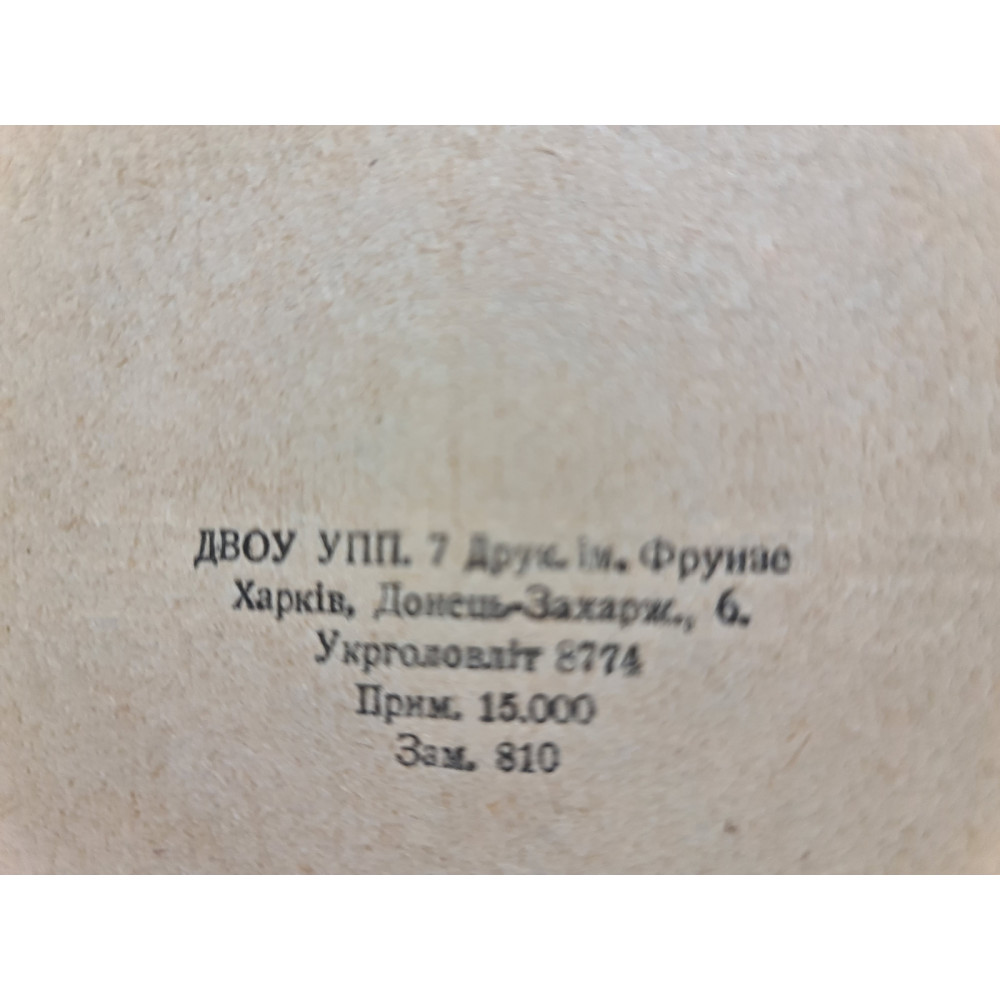 ДВОУ УПП. 7 Друк. ім. Фрунзе
Харків, Донець-Захарж., 6.
Укрголовліт 8774
Прим. 15.000
Зам. 810